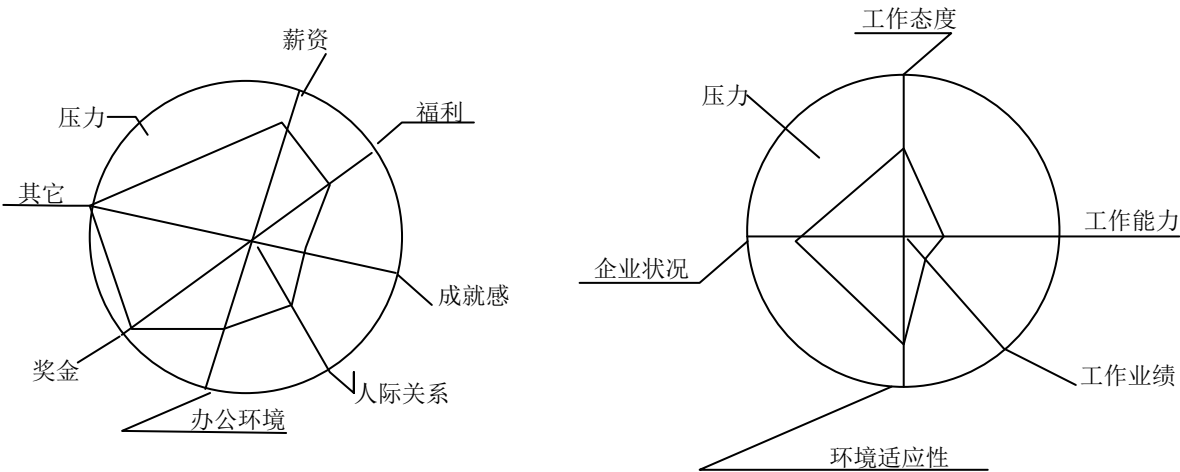 薪资
压力
福利
其它
成就感
奖金
人际关系
办公环境
工作态度
压力
工作能力
企业状况
工作业绩
环境适应性